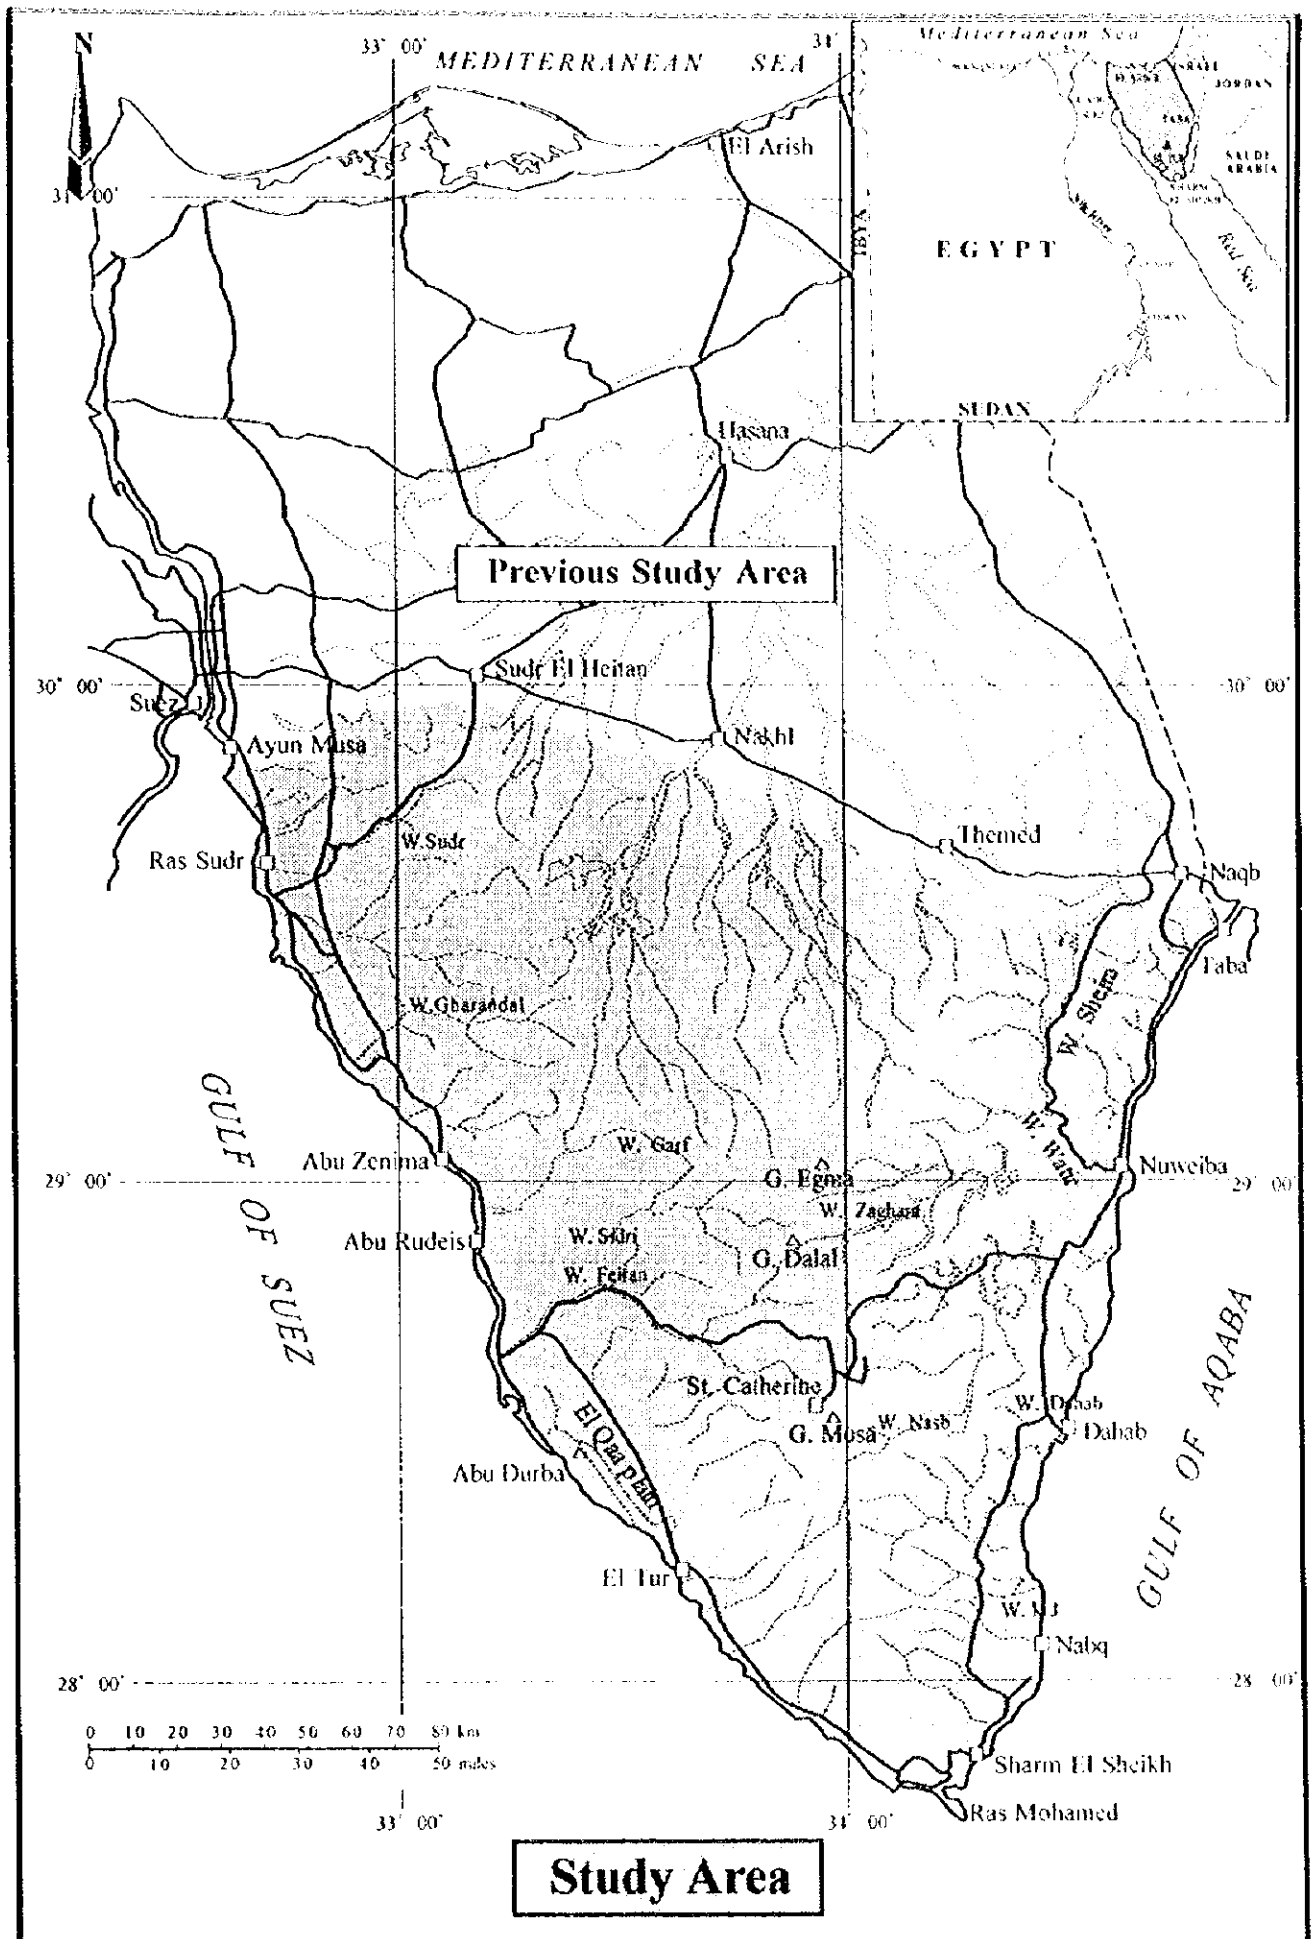 N
33° 00'
34'
MEDITERRANEAN SEA
Mediterranean Sea
ISRAEL
JORDAN
TABA
SAUDI
ARABIA
EGYPT
Red Sea
SUDAN
El Arish
31° 00'
Hasana
Previous Study Area
Sudr El Heitan
30° 00'
30° 00'
Suez
Ayun Musa
Nakhl
Themed
W.Sudr
Ras Sudr
Naqb
Taba
W. Gharandal
W. Sheira
GULF OF SUEZ
W. Garf
W. Watir
Abu Zenima
G. Egma
Nuweiba
29° 00'
29° 00'
W. Zaghara
Abu Rudeis
W. Skiri
G. Dalal
W. Feifan
St. Catherine
W. Dahab
G. Mosa
W. Nasb
Dahab
El Qaa plain
Abu Durba
GULF OF AQABA
El Tur
Nabq
28° 00'
28° 00'
0 10 20 30 40 50 60 70 80 km
0 10 20 30 40 50 miles
Sharm El Sheikh
Ras Mohamed
33° 00'
34° 00'
Study Area